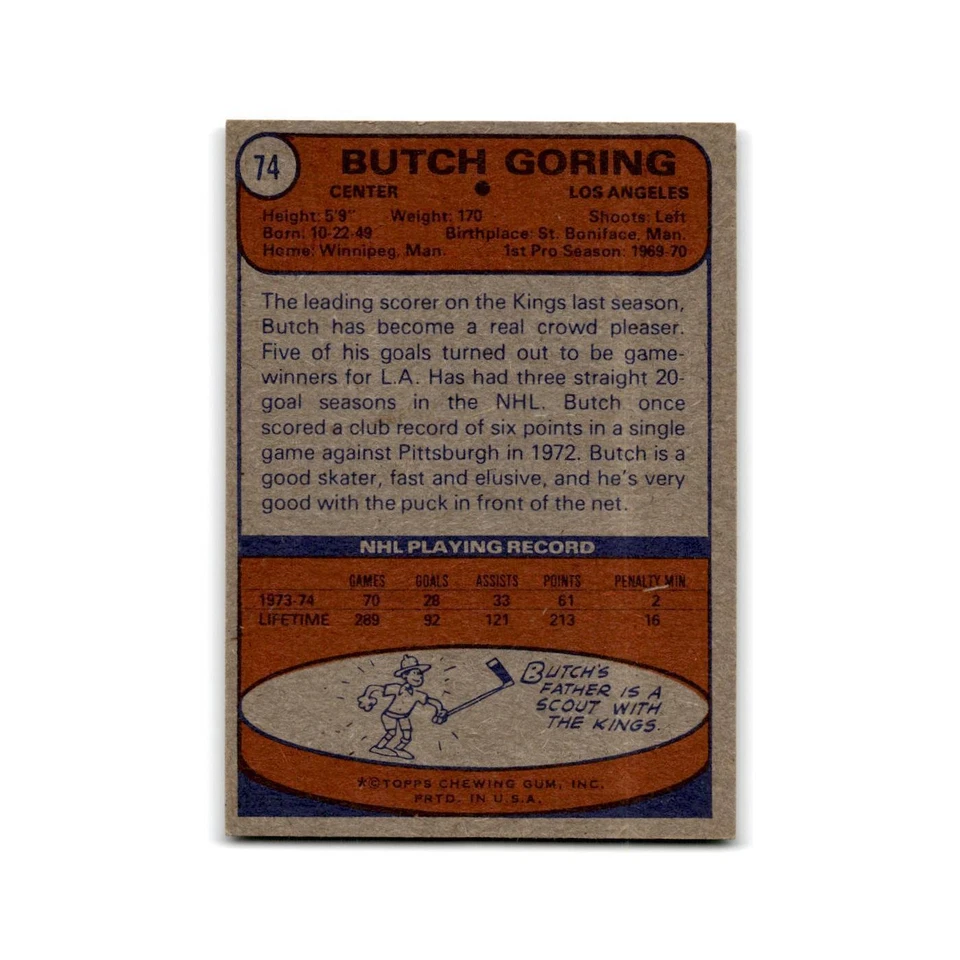 74
BUTCH GORING
CENTER • LOS ANGELES
Height: 5'9" Weight: 170 Shoots: Left
Born: 10-22-49 Birthplace: St. Boniface, Man.
Home: Winnipeg, Man. 1st Pro Season: 1969-70
The leading scorer on the Kings last season,
Butch has become a real crowd pleaser.
Five of his goals turned out to be game-
winners for L.A. Has had three straight 20-
goal seasons in the NHL. Butch once
scored a club record of six points in a single
game against Pittsburgh in 1972. Butch is a
good skater, fast and elusive, and he's very
good with the puck in front of the net.
NHL PLAYING RECORD
GAMES GOALS ASSISTS POINTS PENALTY MIN.
1973-74 70 28 33 61 2
LIFETIME 289 92 121 213 16
BUTCH'S
FATHER IS A
SCOUT WITH
THE KINGS.
*©TOPPS CHEWING GUM, INC.
PRTD. IN U.S.A.